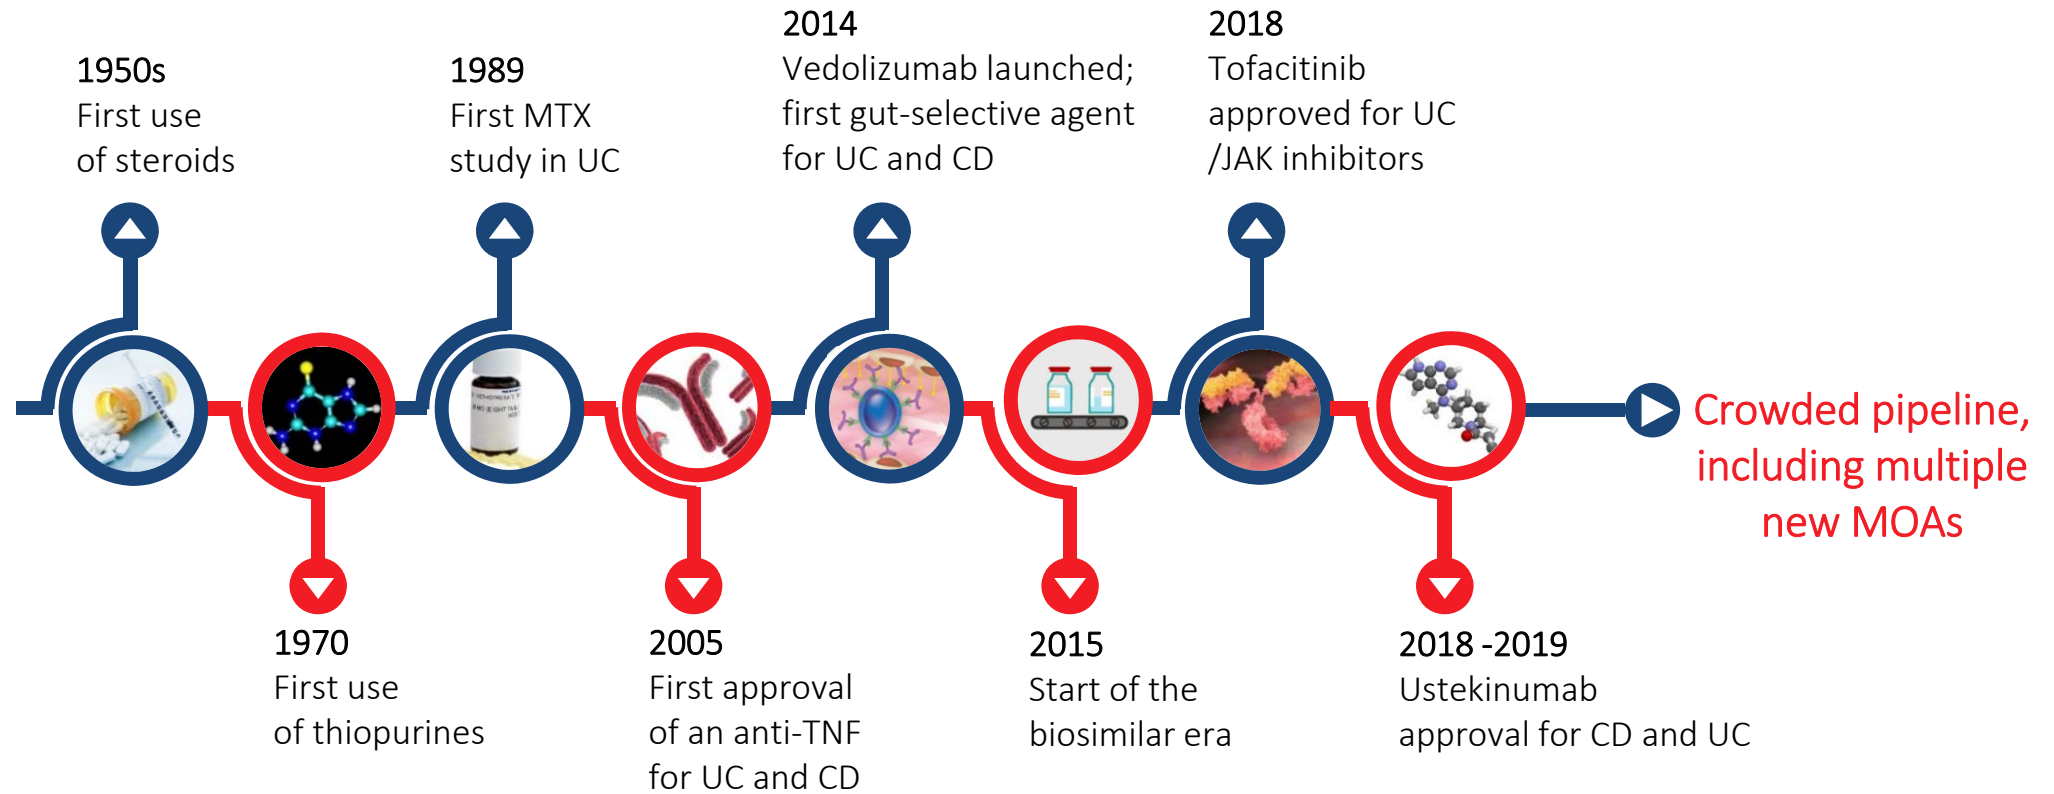 1950s
First use
of steroids
1970
First use
of thiopurines
1989
First MTX
study in UC
2005
First approval
of an anti-TNF
for UC and CD
2014
Vedolizumab launched;
first gut-selective agent
for UC and CD
2015
Start of the
biosimilar era
2018
Tofacitinib
approved for UC
/JAK inhibitors
2018 -2019
Ustekinumab
approval for CD and UC
Crowded pipeline,
including multiple
new MOAs